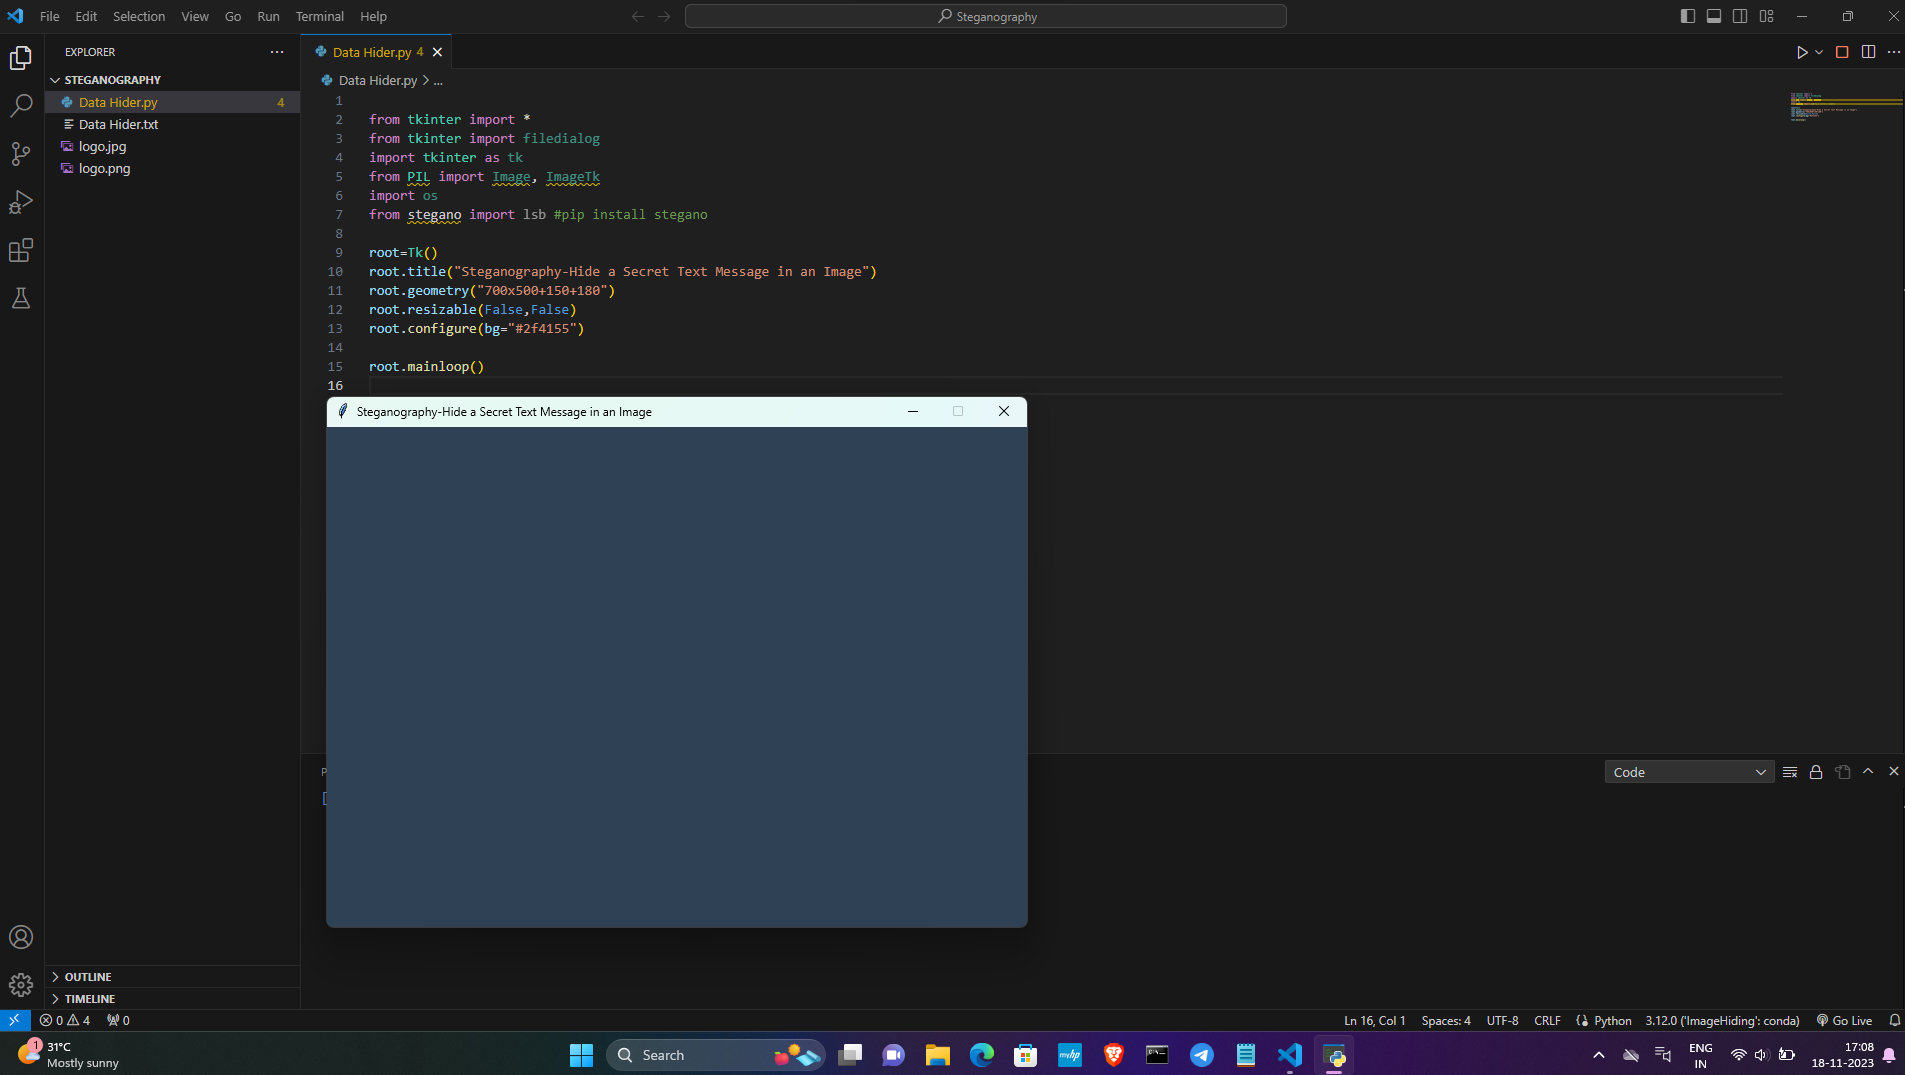 File Edit Selection View Go Run Terminal Help
Steganography
EXPLORER
STEGANOGRAPHY
Data Hider.py 4
Data Hider.txt
logo.jpg
logo.png
OUTLINE
TIMELINE
Data Hider.py 4
Data Hider.py > ...
1
2 from tkinter import *
3 from tkinter import filedialog
4 import tkinter as tk
5 from PIL import Image, ImageTk
6 import os
7 from stegano import lsb #pip install stegano
8
9 root=Tk()
10 root.title("Steganography-Hide a Secret Text Message in an Image")
11 root.geometry("700x500+150+180")
12 root.resizable(False,False)
13 root.configure(bg="#2f4155")
14
15 root.mainloop()
16
Steganography-Hide a Secret Text Message in an Image
Code
0 4 0
Ln 16, Col 1 Spaces: 4 UTF-8 CRLF Python 3.12.0 ('ImageHiding': conda) Go Live
1
31°C
Mostly sunny
Search
myhp
ENG
IN
17:08
18-11-2023